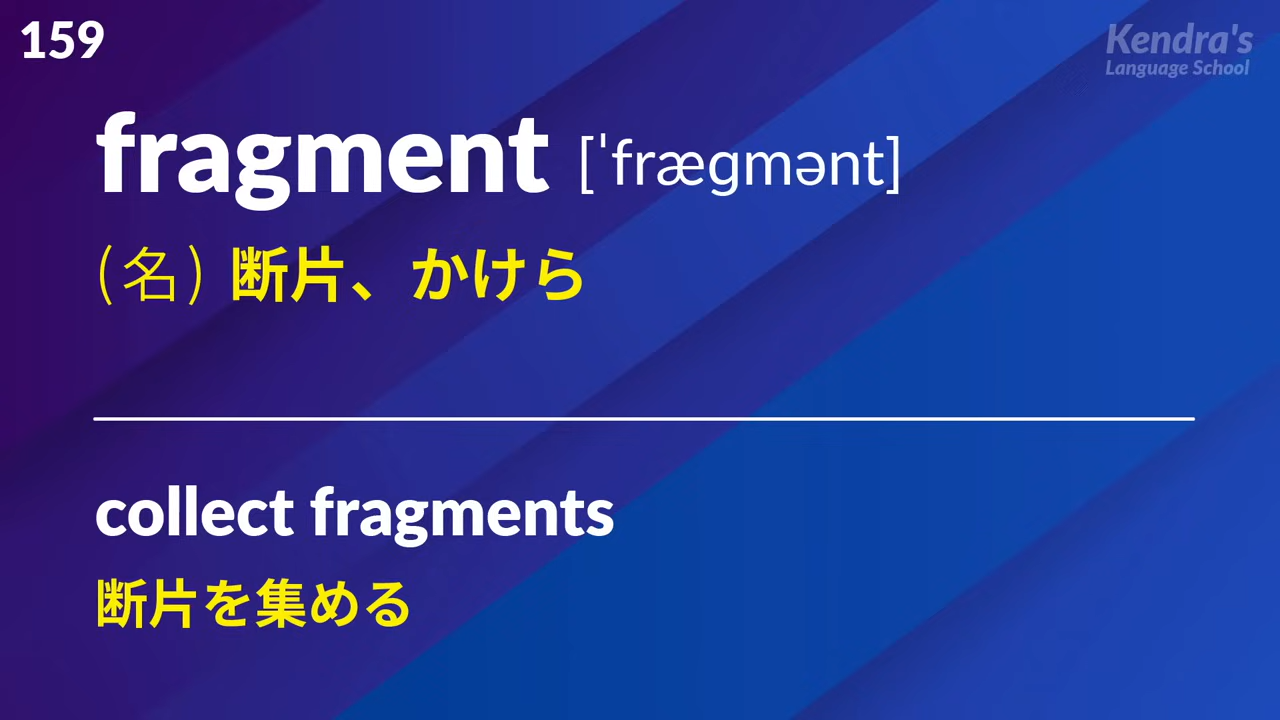 159
Kendra's
Language School
fragment [ˈfræɡmənt]
（名）断片、かけら
collect fragments
断片を集める